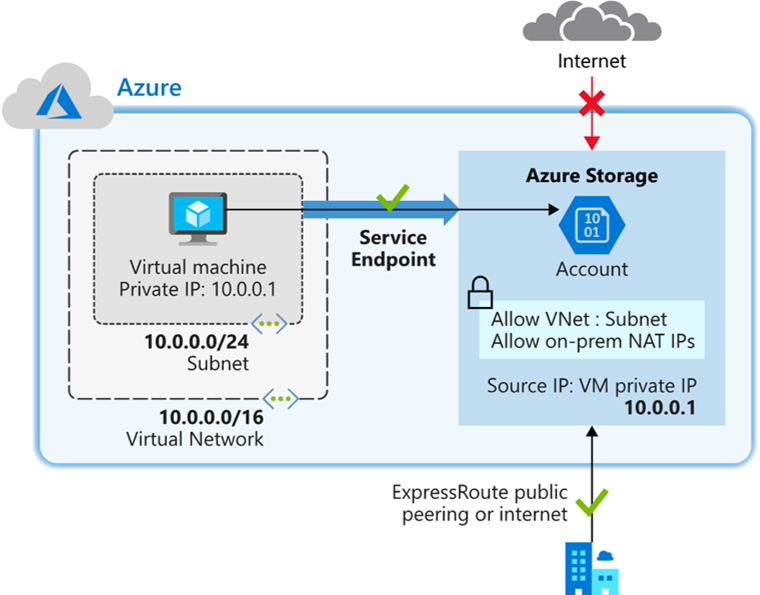 Internet
Azure
Azure Storage
10
01
Account
Service
Endpoint
Virtual machine
Private IP: 10.0.0.1
10.0.0.0/24
Subnet
10.0.0.0/16
Virtual Network
Allow VNet : Subnet
Allow on-prem NAT IPs
Source IP: VM private IP
10.0.0.1
ExpressRoute public
peering or internet